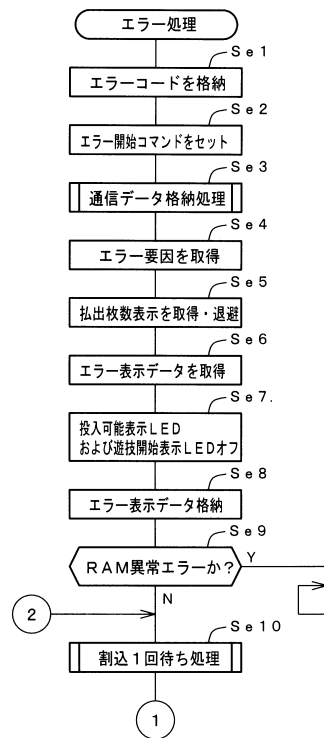 エラー処理
Se1
エラーコードを格納
Se2
エラー開始コマンドをセット
Se3
通信データ格納処理
Se4
エラー要因を取得
Se5
払出枚数表示を取得・退避
Se6
エラー表示データを取得
Se7.
投入可能表示LED
および遊技開始表示LEDオフ
Se8
エラー表示データ格納
Se9
RAM異常エラーか?
Y
N
2
Se10
割込1回待ち処理
1